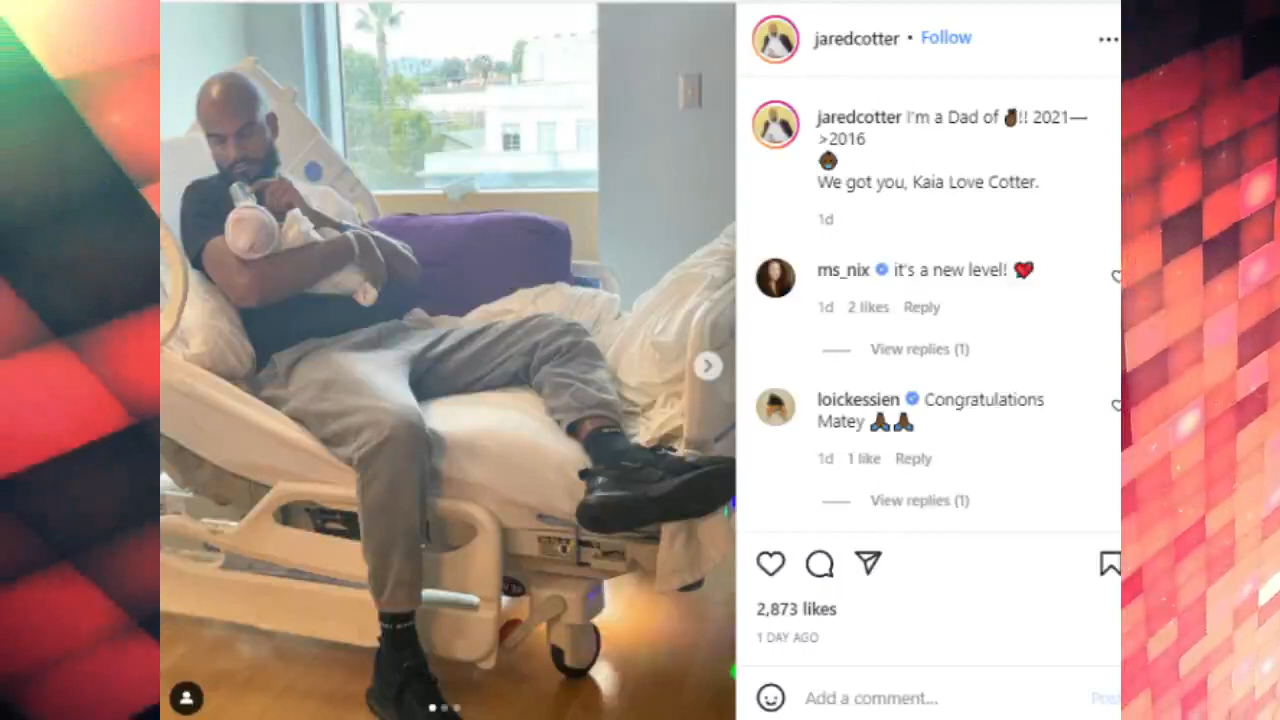 jaredcotter • Follow
jaredcotter I'm a Dad of ✌🏿!! 2021—
>2016
👶🏿
We got you, Kaia Love Cotter.
1d
ms_nix it's a new level! ❤️
1d 2 likes Reply
View replies (1)
loickessien Congratulations
Matey 🙏🏿🙏🏿
1d 1 like Reply
View replies (1)
2,873 likes
1 DAY AGO
Add a comment...